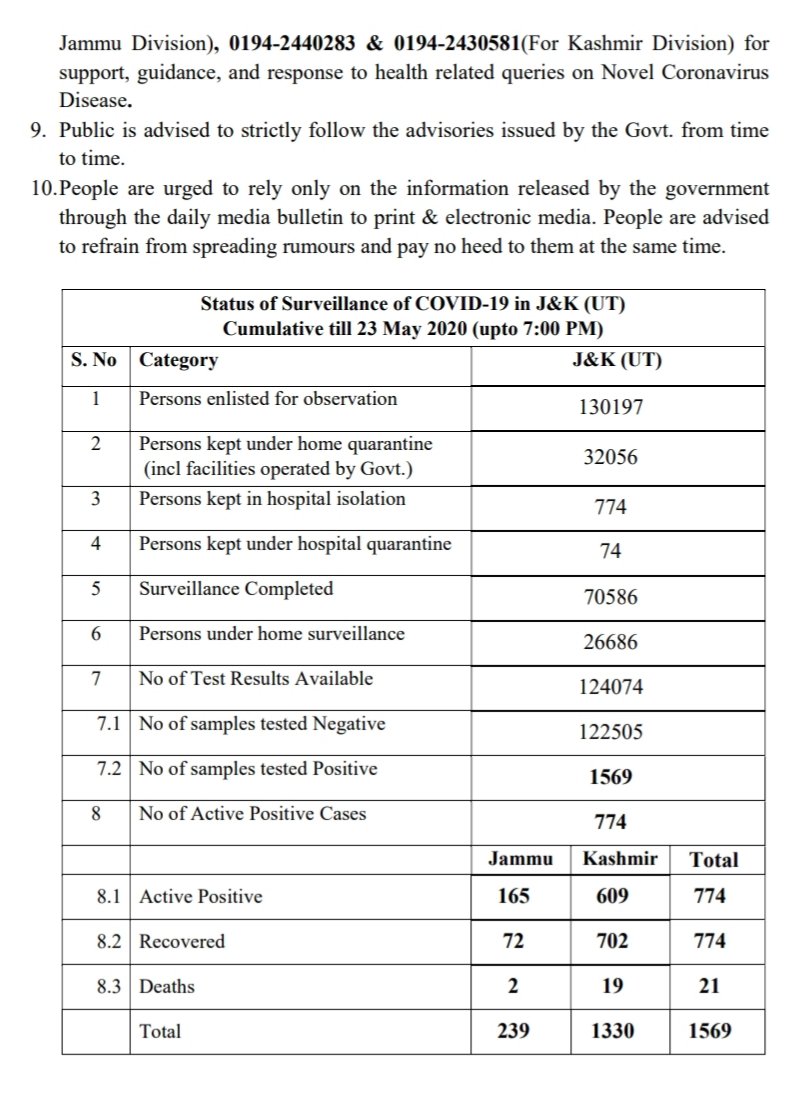 Jammu Division), 0194-2440283 & 0194-2430581(For Kashmir Division) for
support, guidance, and response to health related queries on Novel Coronavirus
Disease.
9. Public is advised to strictly follow the advisories issued by the Govt. from time
to time.
10.People are urged to rely only on the information released by the government
through the daily media bulletin to print & electronic media. People are advised
to refrain from spreading rumours and pay no heed to them at the same time.
Status of Surveillance of COVID-19 in J&K (UT)
Cumulative till 23 May 2020 (upto 7:00 PM)
S. No Category J&K (UT)
1 Persons enlisted for observation 130197
2 Persons kept under home quarantine
(incl facilities operated by Govt.) 32056
3 Persons kept in hospital isolation 774
4 Persons kept under hospital quarantine 74
5 Surveillance Completed 70586
6 Persons under home surveillance 26686
7 No of Test Results Available 124074
7.1 No of samples tested Negative 122505
7.2 No of samples tested Positive 1569
8 No of Active Positive Cases 774
Jammu Kashmir Total
8.1 Active Positive 165 609 774
8.2 Recovered 72 702 774
8.3 Deaths 2 19 21
Total 239 1330 1569